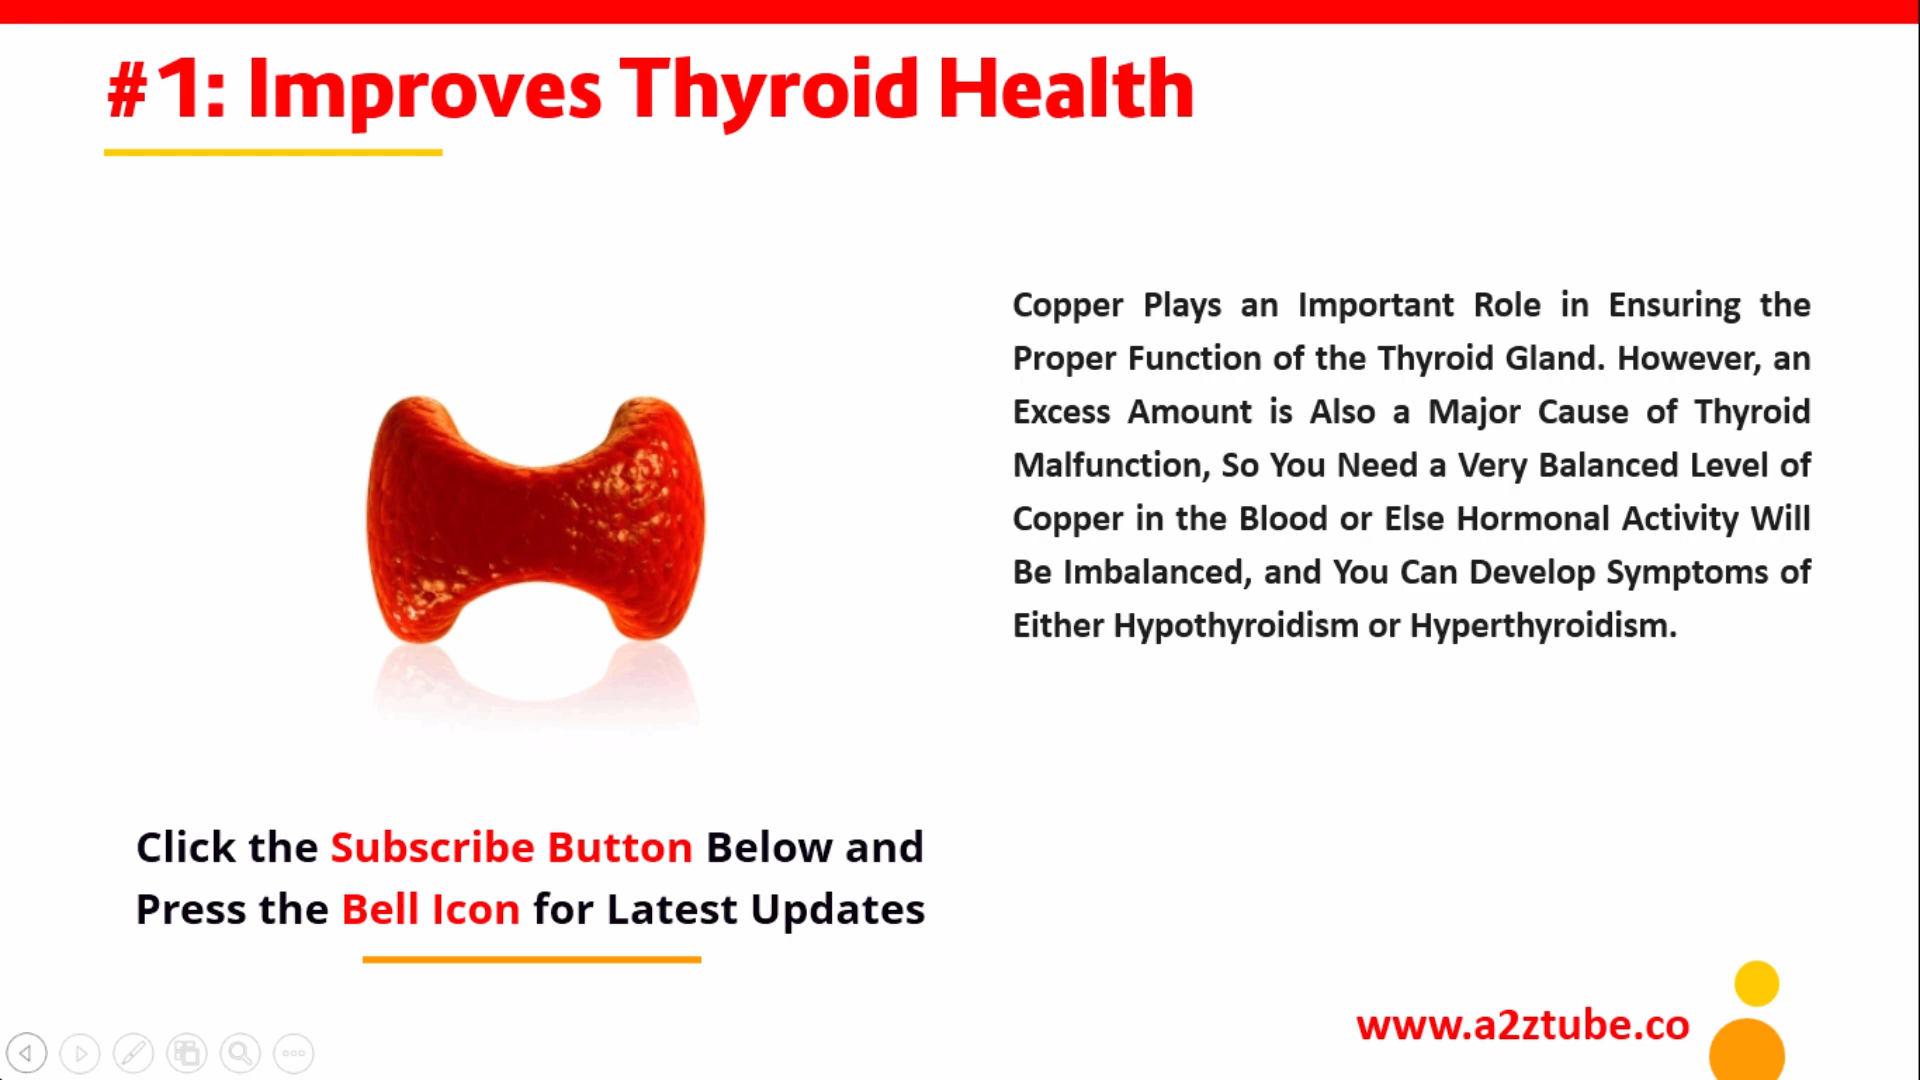 #1: Improves Thyroid Health
Copper Plays an Important Role in Ensuring the
Proper Function of the Thyroid Gland. However, an
Excess Amount is Also a Major Cause of Thyroid
Malfunction, So You Need a Very Balanced Level of
Copper in the Blood or Else Hormonal Activity Will
Be Imbalanced, and You Can Develop Symptoms of
Either Hypothyroidism or Hyperthyroidism.
Click the Subscribe Button Below and
Press the Bell Icon for Latest Updates
www.a2ztube.co